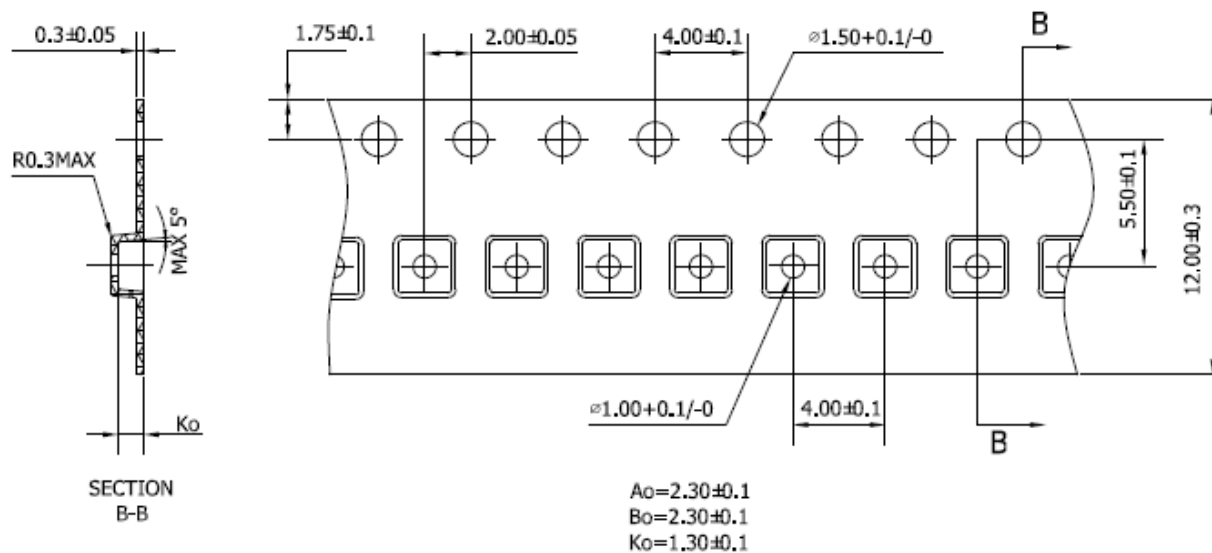 0.3±0.05
1.75±0.1
2.00±0.05
4.00±0.1
⌀1.50+0.1/-0
B
R0.3MAX
MAX 5°
5.50±0.1
12.00±0.3
Ko
⌀1.00+0.1/-0
4.00±0.1
B
SECTION
B-B
Ao=2.30±0.1
Bo=2.30±0.1
Ko=1.30±0.1